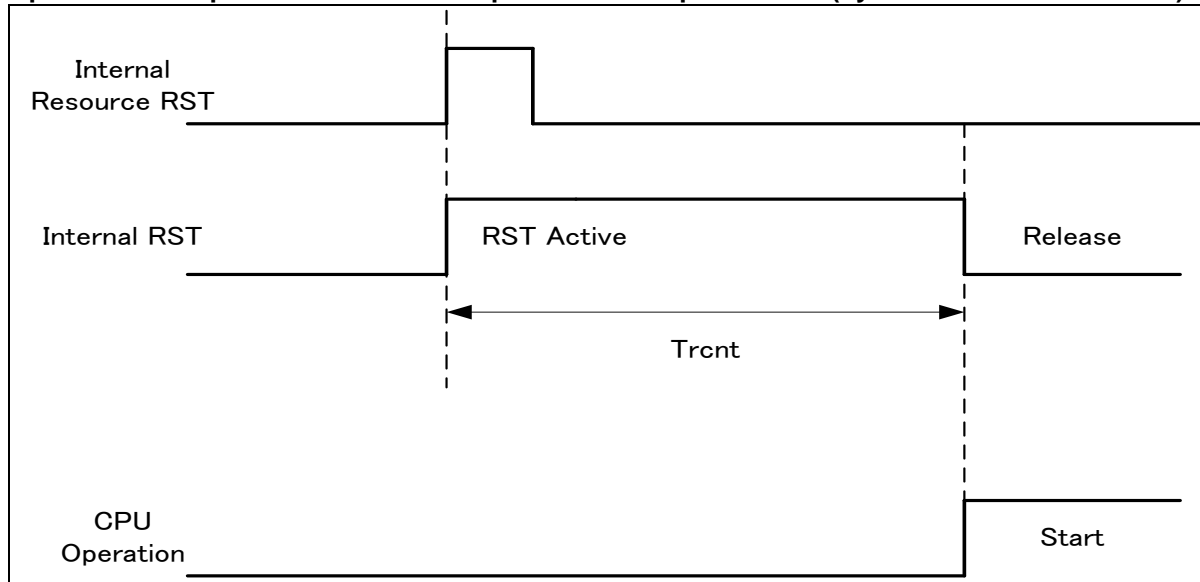 Internal
Resource RST
Internal RST
RST Active
Release
Trcnt
CPU
Operation
Start